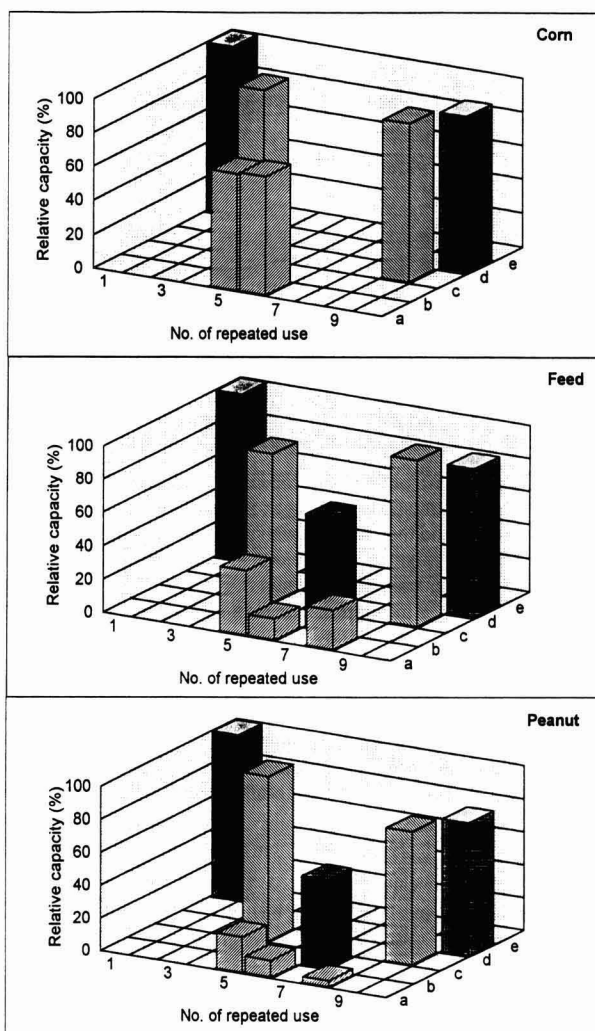 Corn
Relative capacity (%)
100
80
60
40
20
0
1
3
5
7
9
a
b
c
d
e
No. of repeated use
Feed
Relative capacity (%)
100
80
60
40
20
0
1
3
5
7
9
a
b
c
d
e
No. of repeated use
Peanut
Relative capacity (%)
100
80
60
40
20
0
1
3
5
7
9
a
b
c
d
e
No. of repeated use